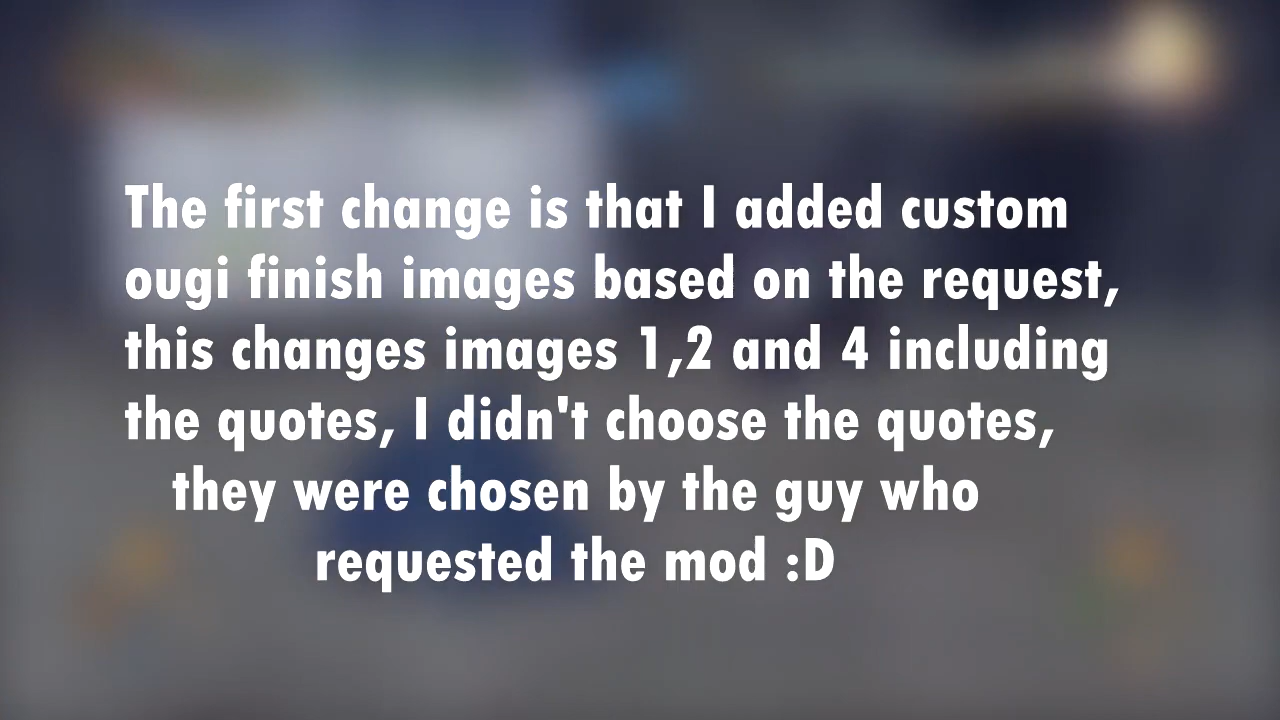 The first change is that I added custom
ougi finish images based on the request,
this changes images 1,2 and 4 including
the quotes, I didn't choose the quotes,
they were chosen by the guy who
requested the mod :D